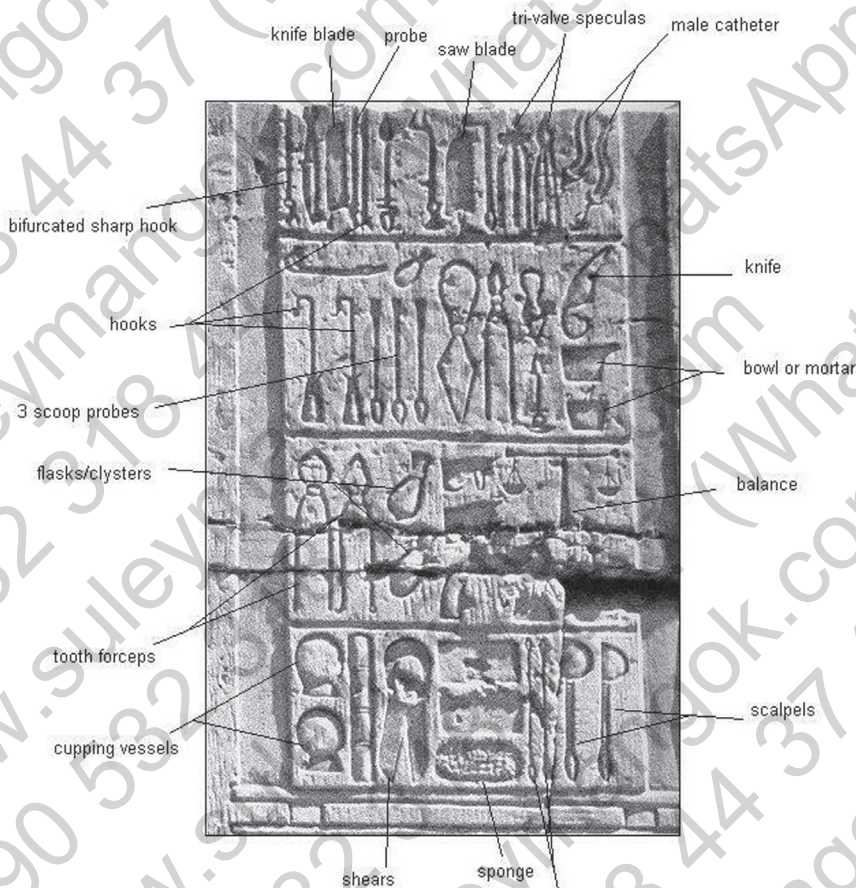 tri-valve speculas
knife blade
probe
saw blade
male catheter
bifurcated sharp hook
knife
hooks
bowl or mortar
3 scoop probes
flasks/clysters
balance
tooth forceps
scalpels
cupping vessels
shears
sponge